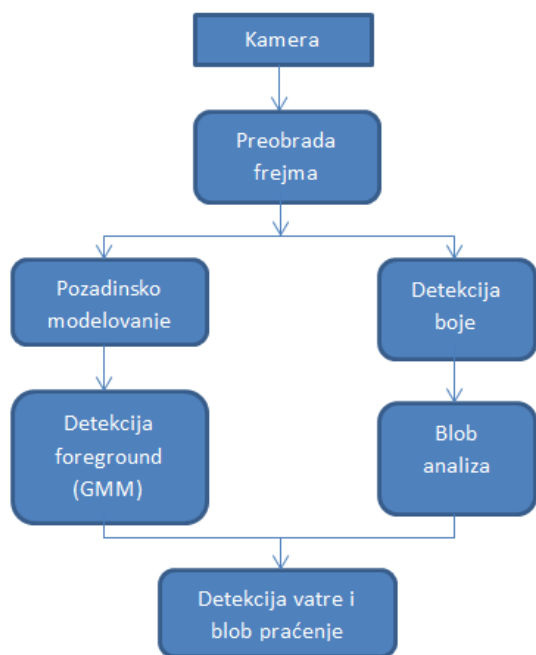 Kamera
Preobrada
frejma
Pozadinsko
modelovanje
Detekcija
boje
Detekcija
foreground
(GMM)
Blob
analiza
Detekcija vatre i
blob praćenje